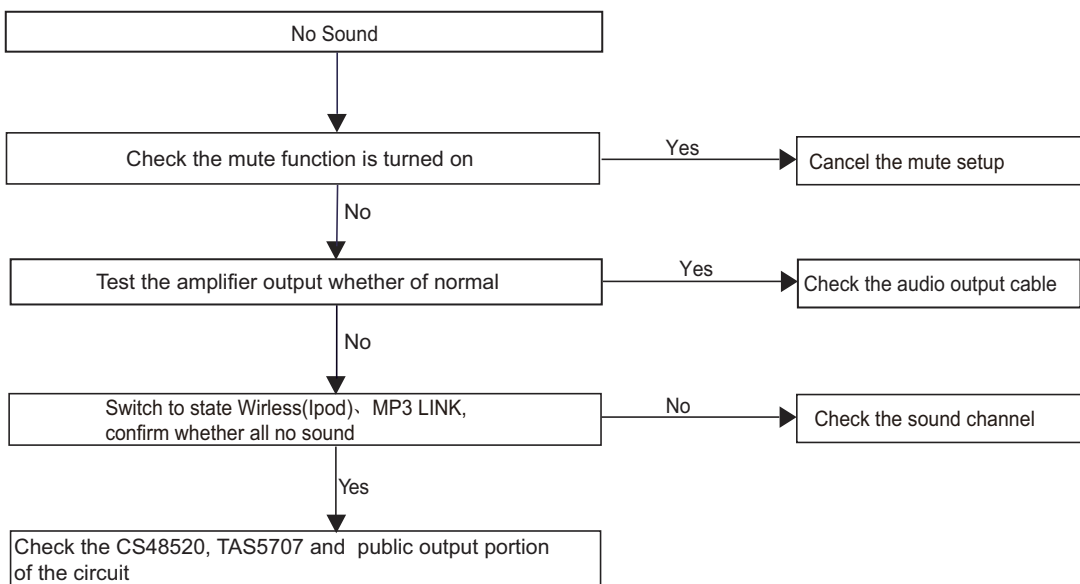 No Sound
Check the mute function is turned on
Yes
Cancel the mute setup
No
Test the amplifier output whether of normal
Yes
Check the audio output cable
No
Switch to state Wirless(Ipod)、MP3 LINK,
confirm whether all no sound
No
Check the sound channel
Yes
Check the CS48520, TAS5707 and public output portion
of the circuit